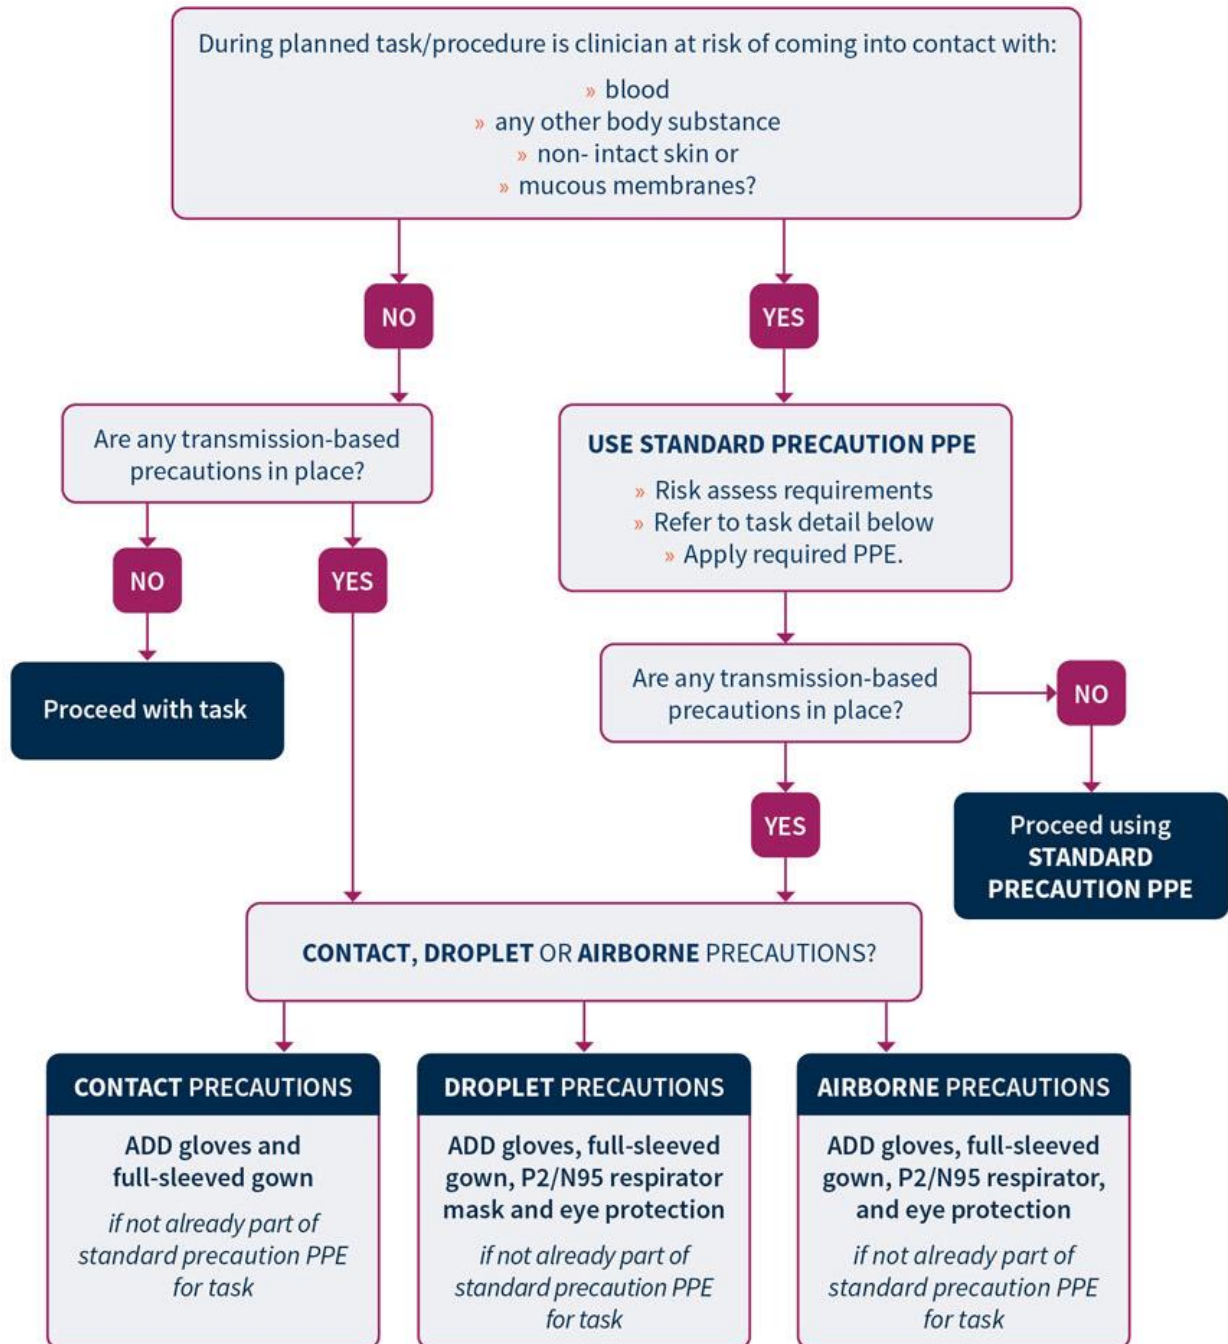 During planned task/procedure is clinician at risk of coming into contact with:
» blood
» any other body substance
» non- intact skin or
» mucous membranes?
NO
YES
Are any transmission-based
precautions in place?
USE STANDARD PRECAUTION PPE
» Risk assess requirements
» Refer to task detail below
» Apply required PPE.
NO
YES
Proceed with task
Are any transmission-based
precautions in place?
NO
YES
Proceed using
STANDARD
PRECAUTION PPE
CONTACT, DROPLET OR AIRBORNE PRECAUTIONS?
CONTACT PRECAUTIONS
ADD gloves and
full-sleeved gown
if not already part of
standard precaution PPE
for task
DROPLET PRECAUTIONS
ADD gloves, full-sleeved
gown, P2/N95 respirator
mask and eye protection
if not already part of
standard precaution PPE
for task
AIRBORNE PRECAUTIONS
ADD gloves, full-sleeved
gown, P2/N95 respirator,
and eye protection
if not already part of
standard precaution PPE
for task